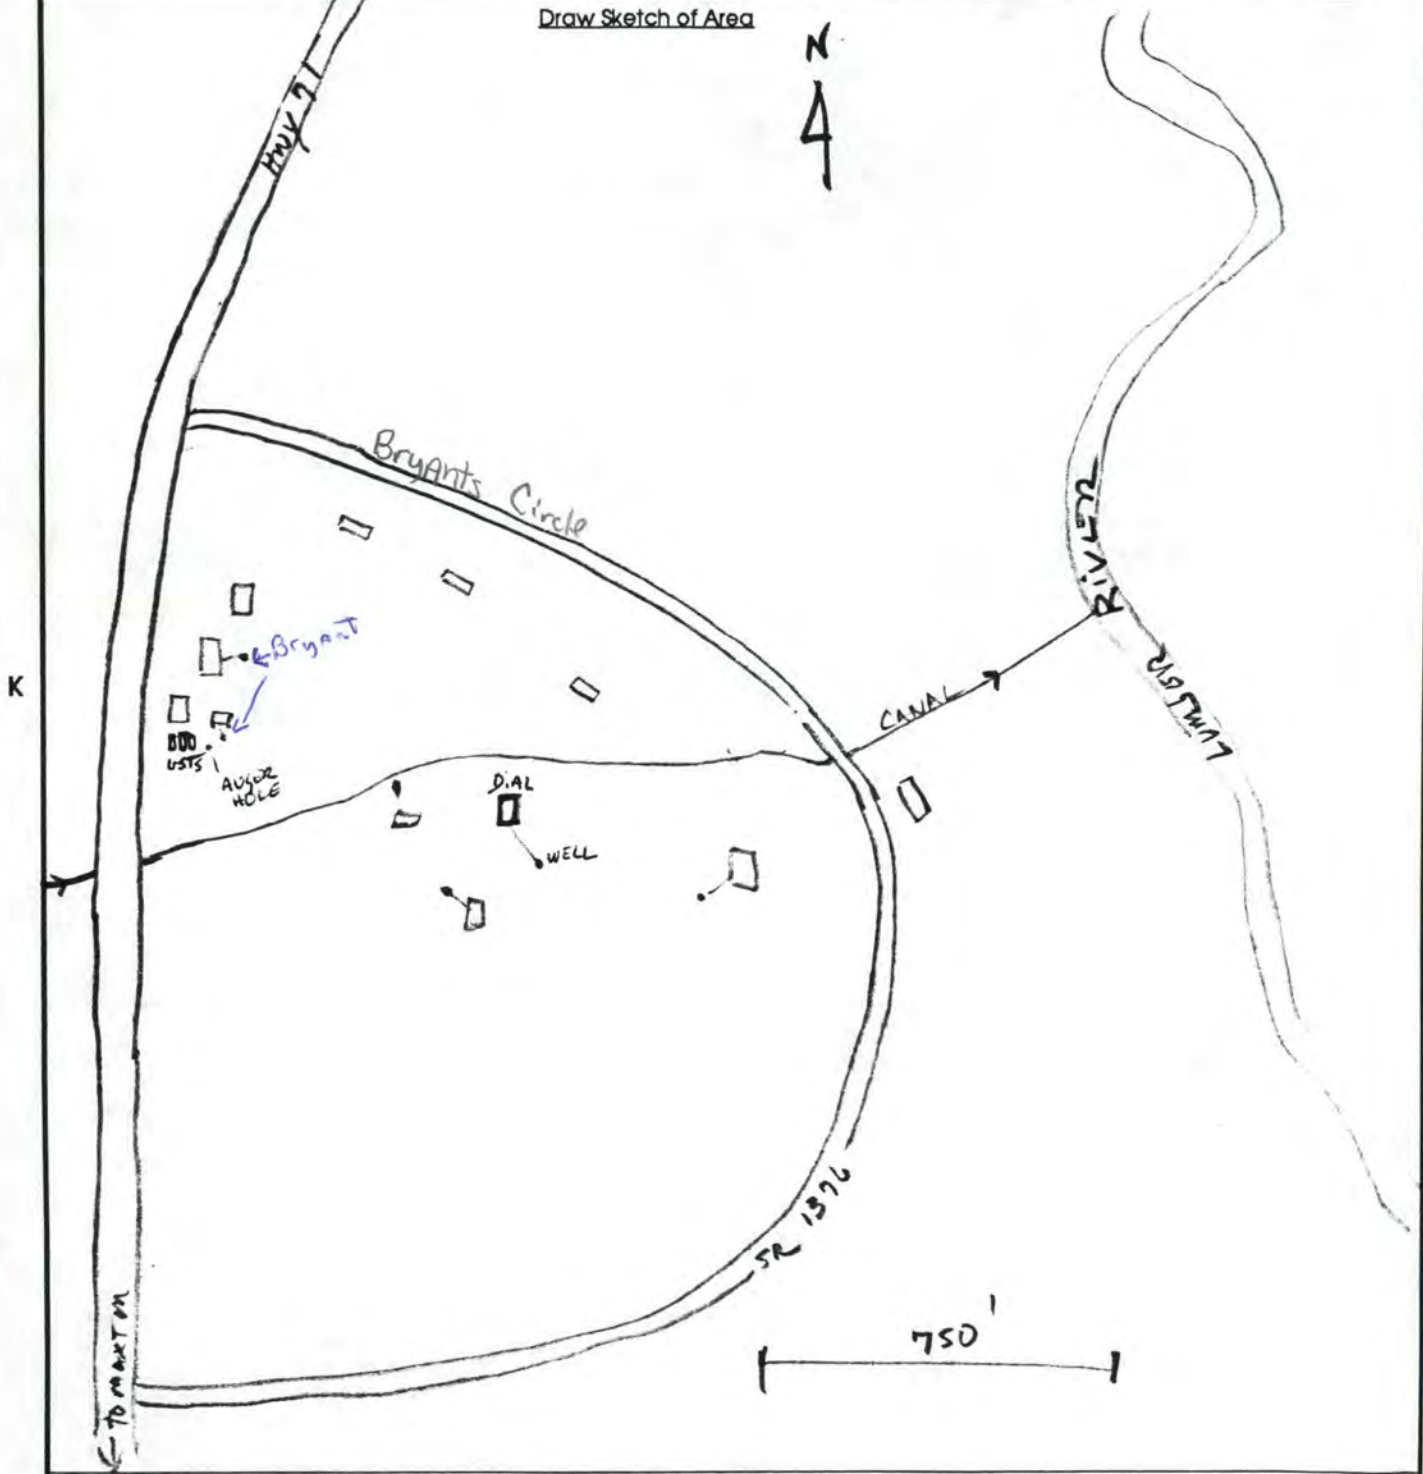 Draw Sketch of Area
N
HWY 71
Bryants Circle
RIVER
K
Bryant
LUMBER
CANAL
USTS
AUGUR
HOLE
DIAL
WELL
SR 1376
750'
TO MAXTON